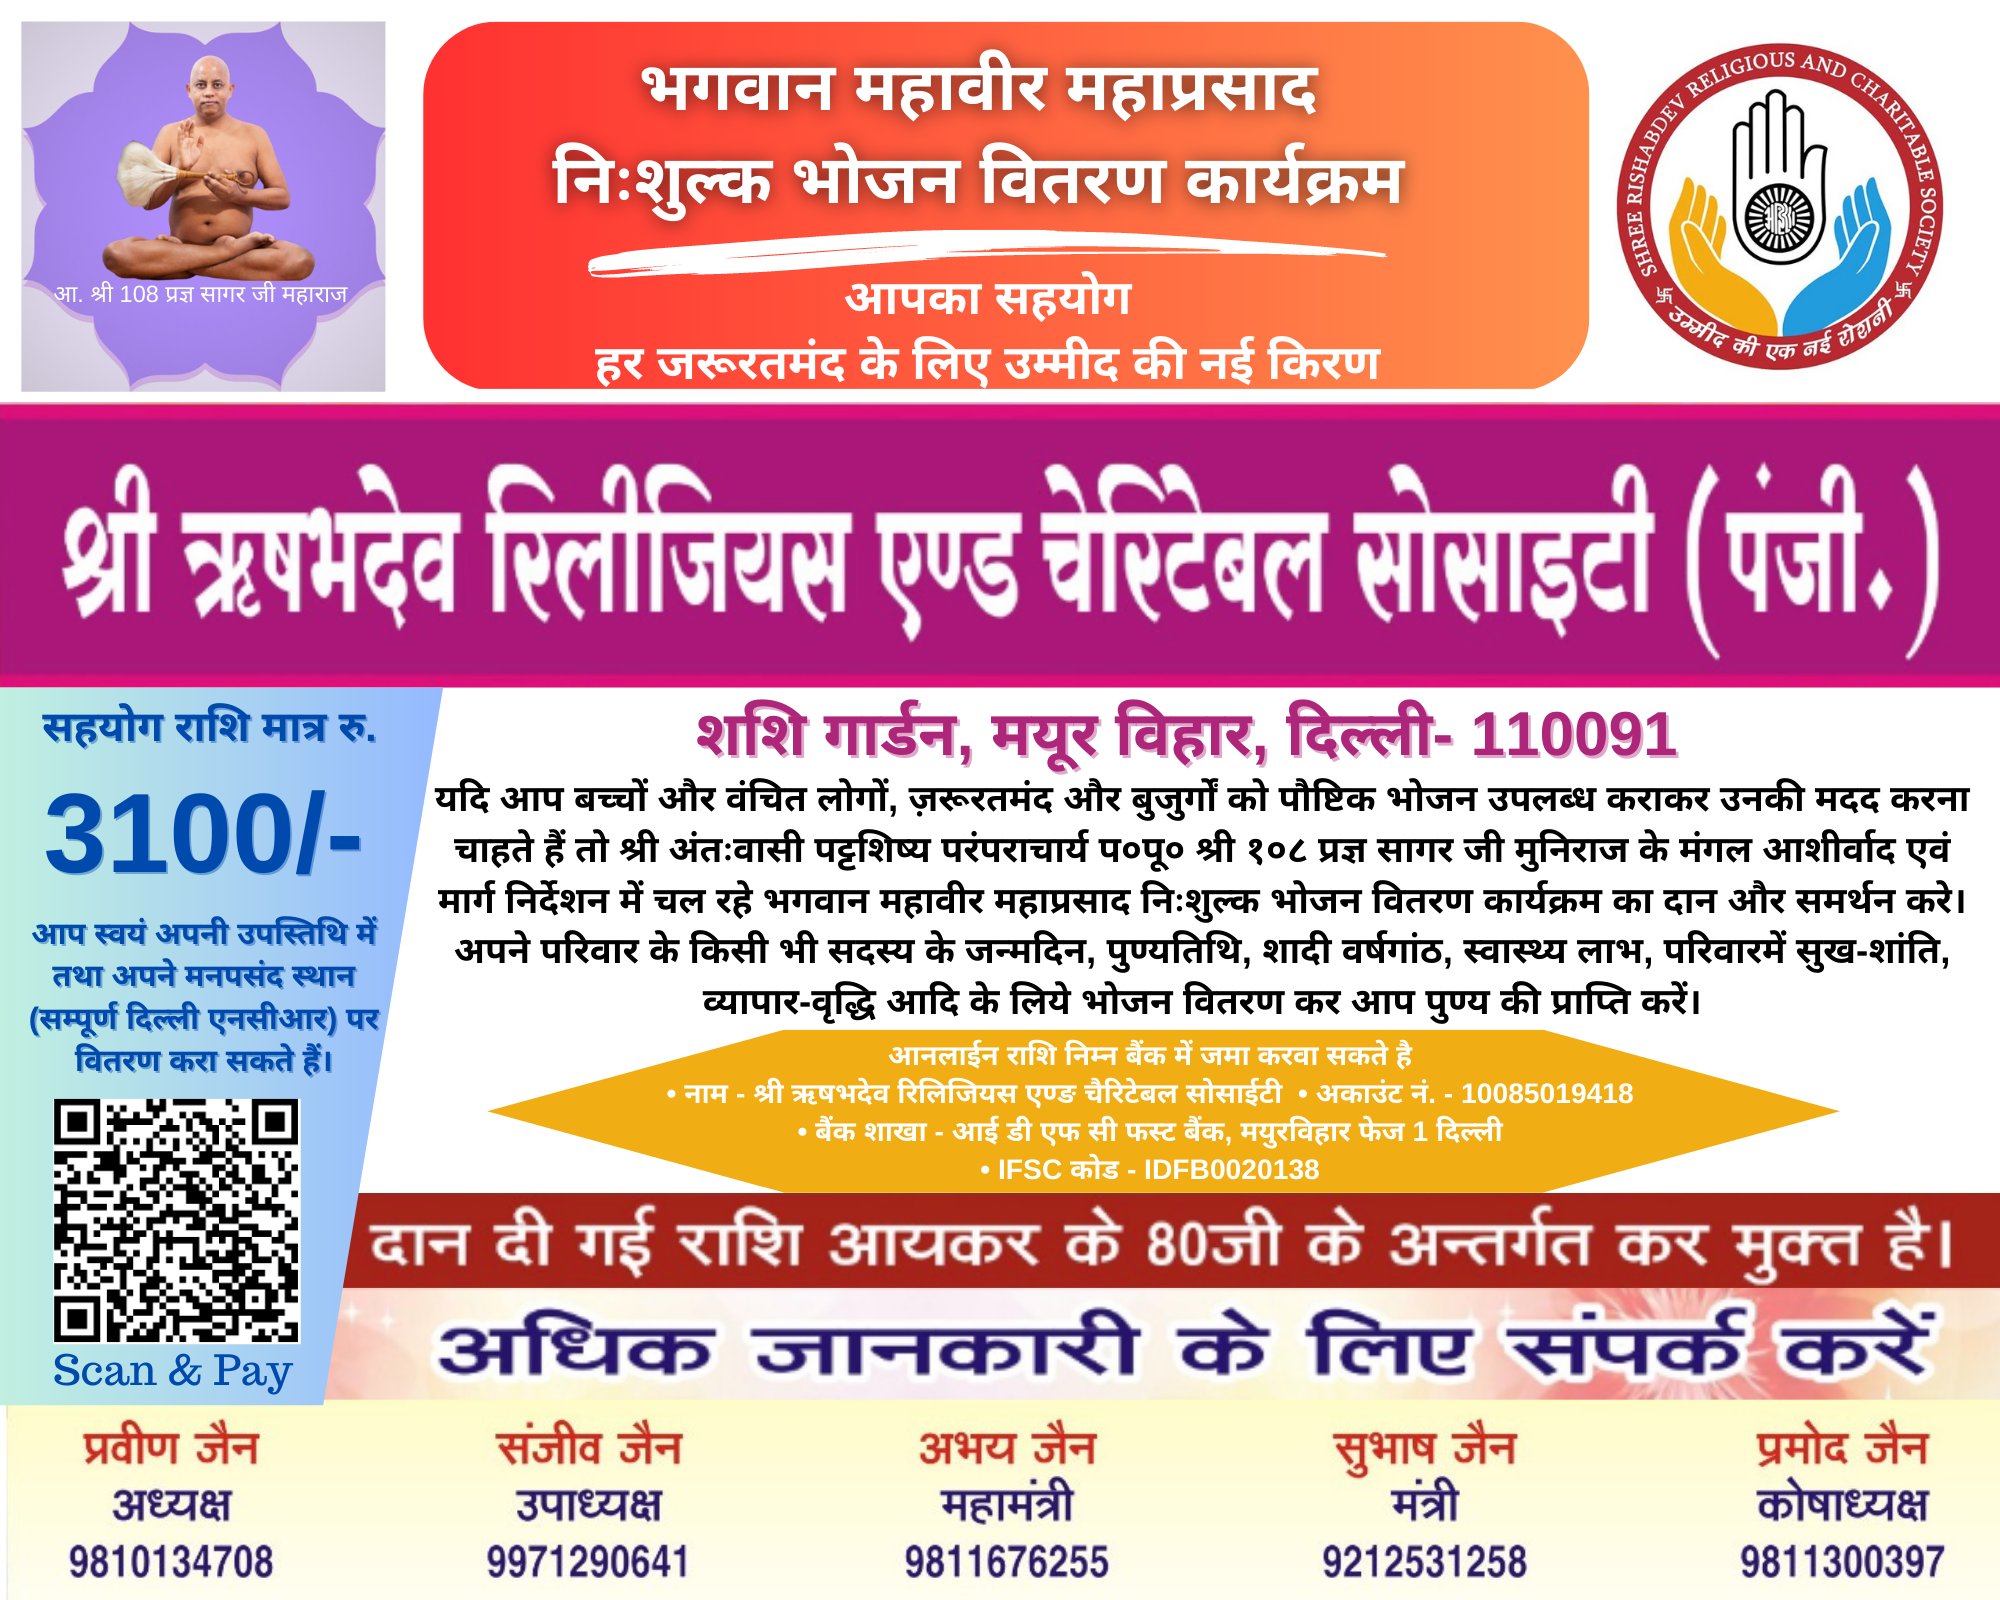 भगवान महावीर महाप्रसाद
निःशुल्क भोजन वितरण कार्यक्रम
आपका सहयोग
हर जरूरतमंद के लिए उम्मीद की नई किरण
आ. श्री 108 प्रज्ञ सागर जी महाराज
SHREE RISHABDEV RELIGIOUS AND CHARITABLE SOCIETY
उम्मीद की एक नई रोशनी
श्री ऋषभदेव रिलीजियस एण्ड चेरिटेबल सोसाइटी (पंजी.)
सहयोग राशि मात्र रु.
3100/-
आप स्वयं अपनी उपस्तिथि में
तथा अपने मनपसंद स्थान
(सम्पूर्ण दिल्ली एनसीआर) पर
वितरण करा सकते हैं।
Scan & Pay
शशि गार्डन, मयूर विहार, दिल्ली- 110091
यदि आप बच्चों और वंचित लोगों, ज़रूरतमंद और बुजुर्गों को पौष्टिक भोजन उपलब्ध कराकर उनकी मदद करना
चाहते हैं तो श्री अंतःवासी पट्टशिष्य परंपराचार्य प०पू० श्री १०८ प्रज्ञ सागर जी मुनिराज के मंगल आशीर्वाद एवं
मार्ग निर्देशन में चल रहे भगवान महावीर महाप्रसाद निःशुल्क भोजन वितरण कार्यक्रम का दान और समर्थन करे।
अपने परिवार के किसी भी सदस्य के जन्मदिन, पुण्यतिथि, शादी वर्षगांठ, स्वास्थ्य लाभ, परिवारमें सुख-शांति,
व्यापार-वृद्धि आदि के लिये भोजन वितरण कर आप पुण्य की प्राप्ति करें।
आनलाईन राशि निम्न बैंक में जमा करवा सकते है
• नाम - श्री ऋषभदेव रिलिजियस एण्ङ चैरिटेबल सोसाईटी • अकाउंट नं. - 10085019418
• बैंक शाखा - आई डी एफ सी फस्ट बैंक, मयुरविहार फेज 1 दिल्ली
• IFSC कोड - IDFB0020138
दान दी गई राशि आयकर के 80जी के अन्तर्गत कर मुक्त है।
अधिक जानकारी के लिए संपर्क करें
प्रवीण जैन
अध्यक्ष
9810134708
संजीव जैन
उपाध्यक्ष
9971290641
अभय जैन
महामंत्री
9811676255
सुभाष जैन
मंत्री
9212531258
प्रमोद जैन
कोषाध्यक्ष
9811300397